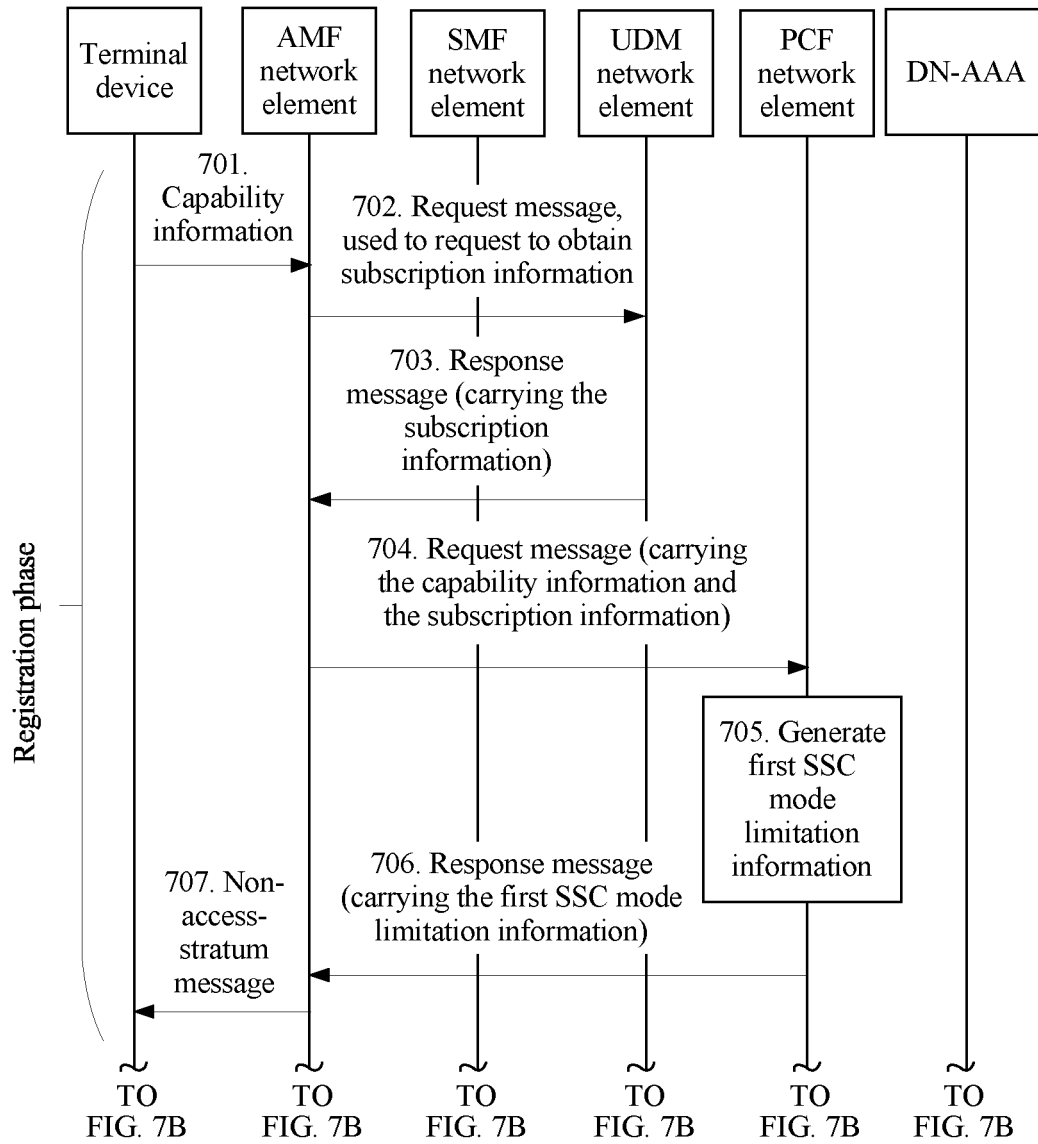 Terminal
device
AMF
network
element
SMF
network
element
UDM
network
element
PCF
network
element
DN-AAA
701.
Capability
information
702. Request message,
used to request to obtain
subscription information
703. Response
message (carrying the
subscription
information)
704. Request message (carrying
the capability information and
the subscription information)
Registration phase
705. Generate
first SSC
mode
limitation
information
706. Response message
(carrying the first SSC mode
limitation information)
707. Non-
access-
stratum
message
TO
FIG. 7B
TO
FIG. 7B
TO
FIG. 7B
TO
FIG. 7B
TO
FIG. 7B
TO
FIG. 7B